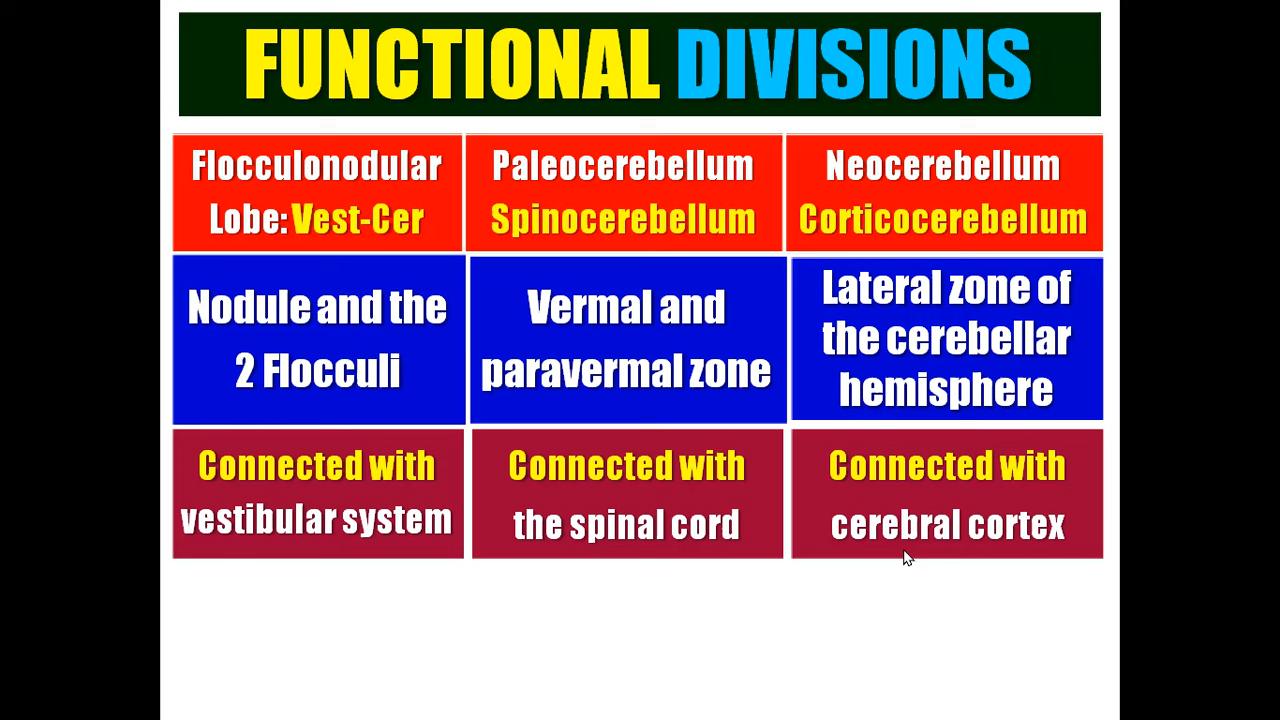 FUNCTIONAL DIVISIONS
Flocculonodular
Lobe: Vest-Cer
Paleocerebellum
Spinocerebellum
Neocerebellum
Corticocerebellum
Nodule and the
2 Flocculi
Vermal and
paravermal zone
Lateral zone of
the cerebellar
hemisphere
Connected with
vestibular system
Connected with
the spinal cord
Connected with
cerebral cortex